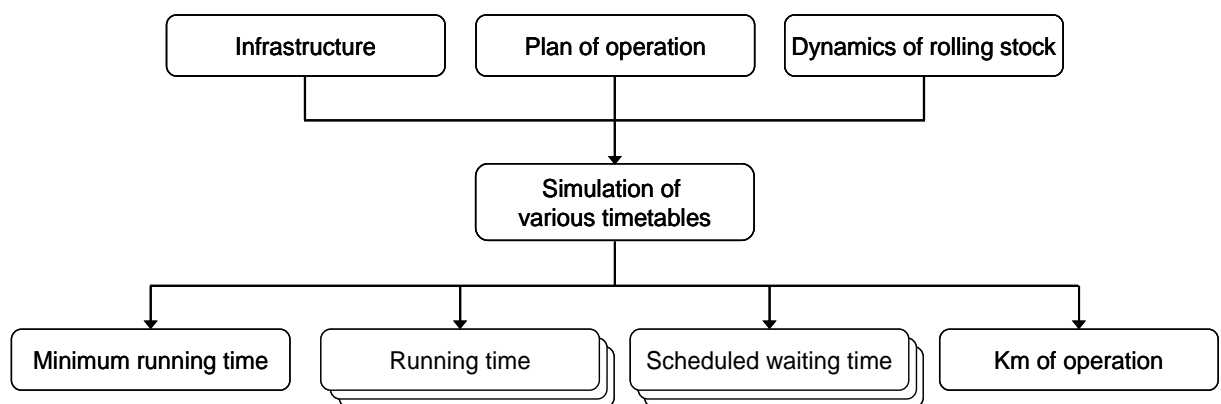 Infrastructure
Plan of operation
Dynamics of rolling stock
Simulation of
various timetables
Minimum running time
Running time
Scheduled waiting time
Km of operation